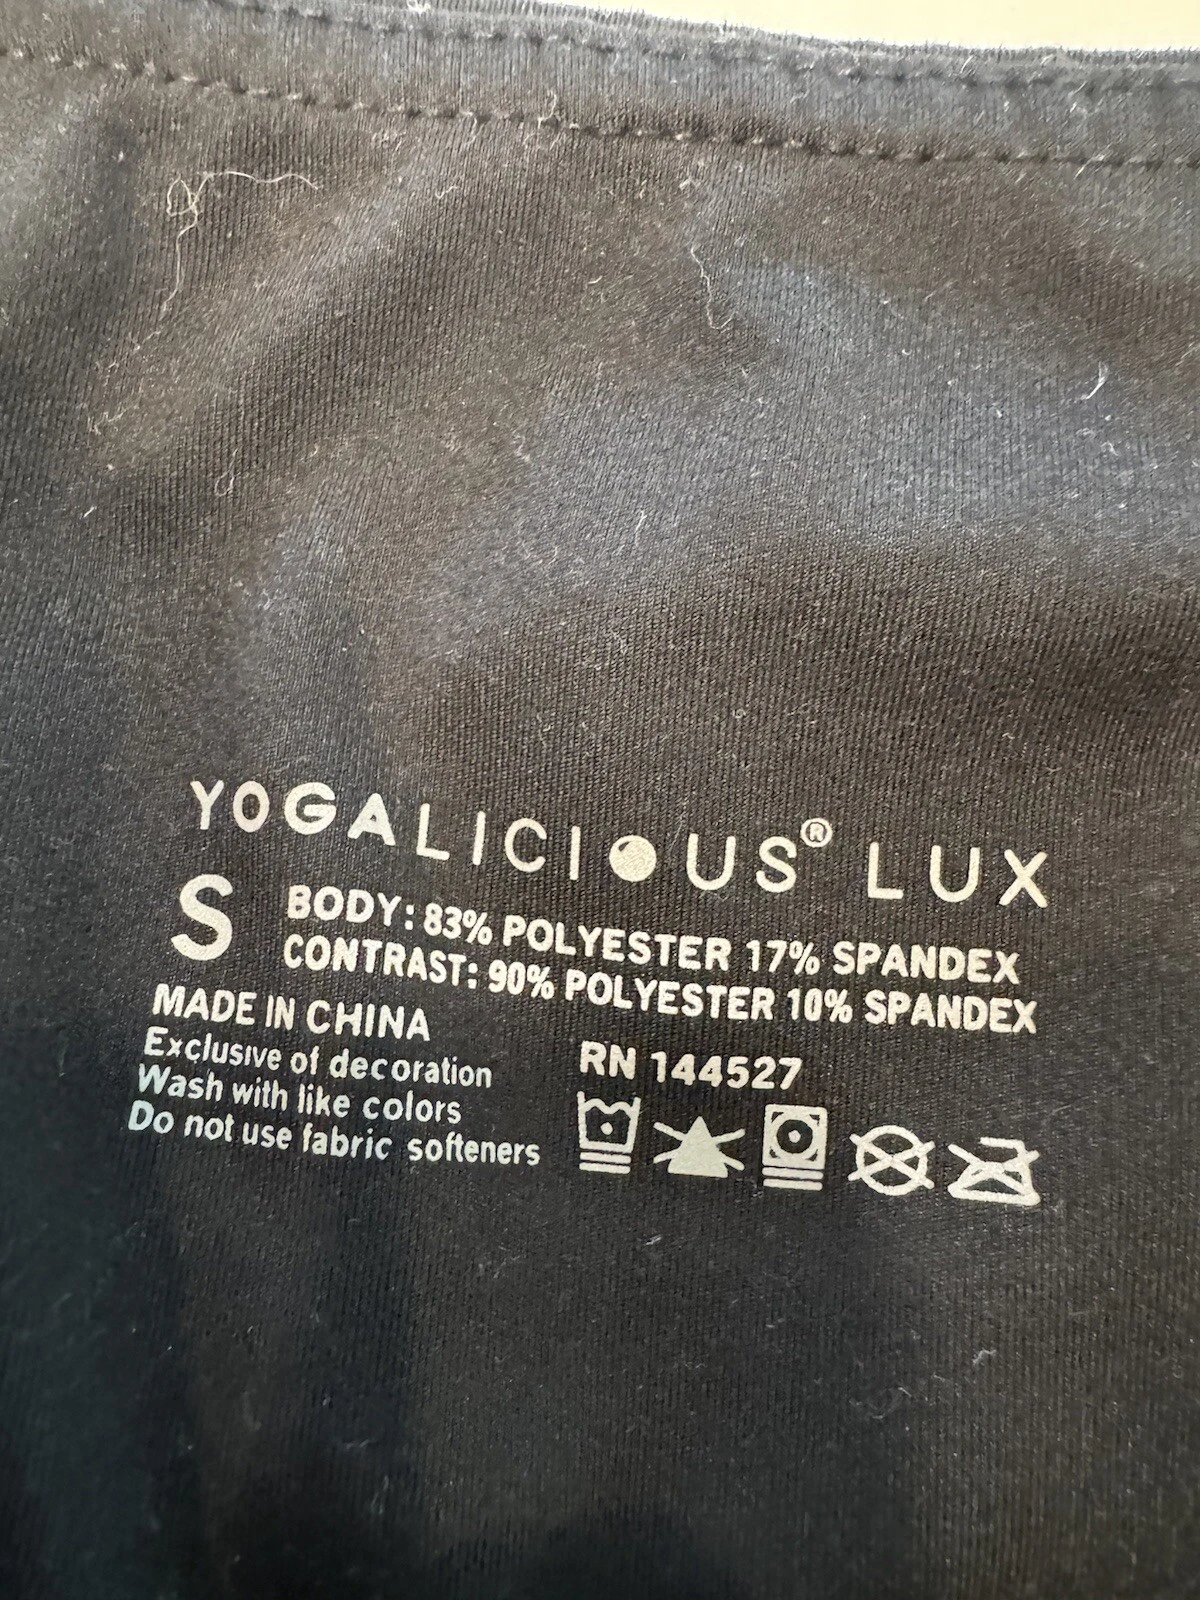 YOGALICIOUS® LUX
S
BODY: 83% POLYESTER 17% SPANDEX
CONTRAST: 90% POLYESTER 10% SPANDEX
MADE IN CHINA
Exclusive of decoration
Wash with like colors
Do not use fabric softeners
RN 144527